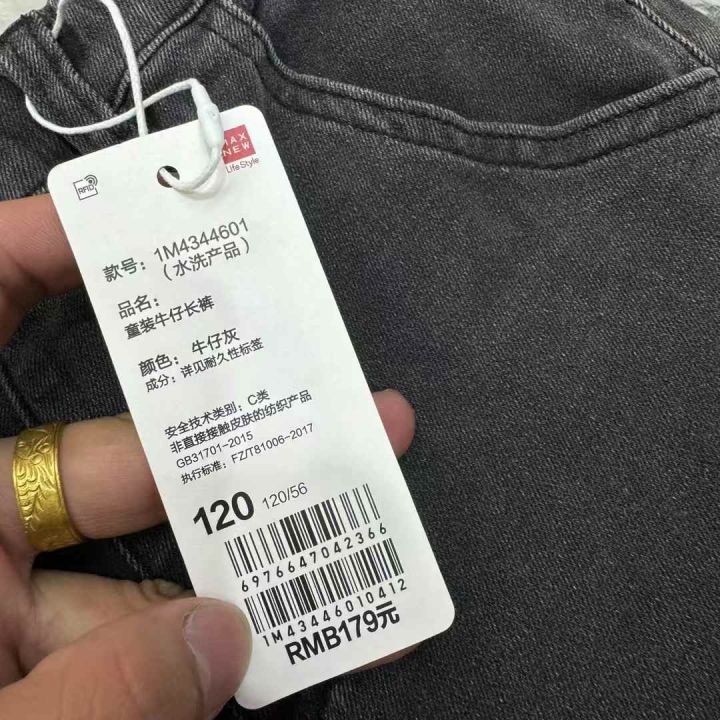 MAX
NEW
LifeStyle
RFID
款号：1M4344601
（水洗产品）
品名：
童装牛仔长裤
颜色：牛仔灰
成分：详见耐久性标签
安全技术类别：C类
非直接接触皮肤的纺织产品
GB31701-2015
执行标准：FZ/T81006-2017
120 120/56
6976647042366
1M43446010412
RMB179元